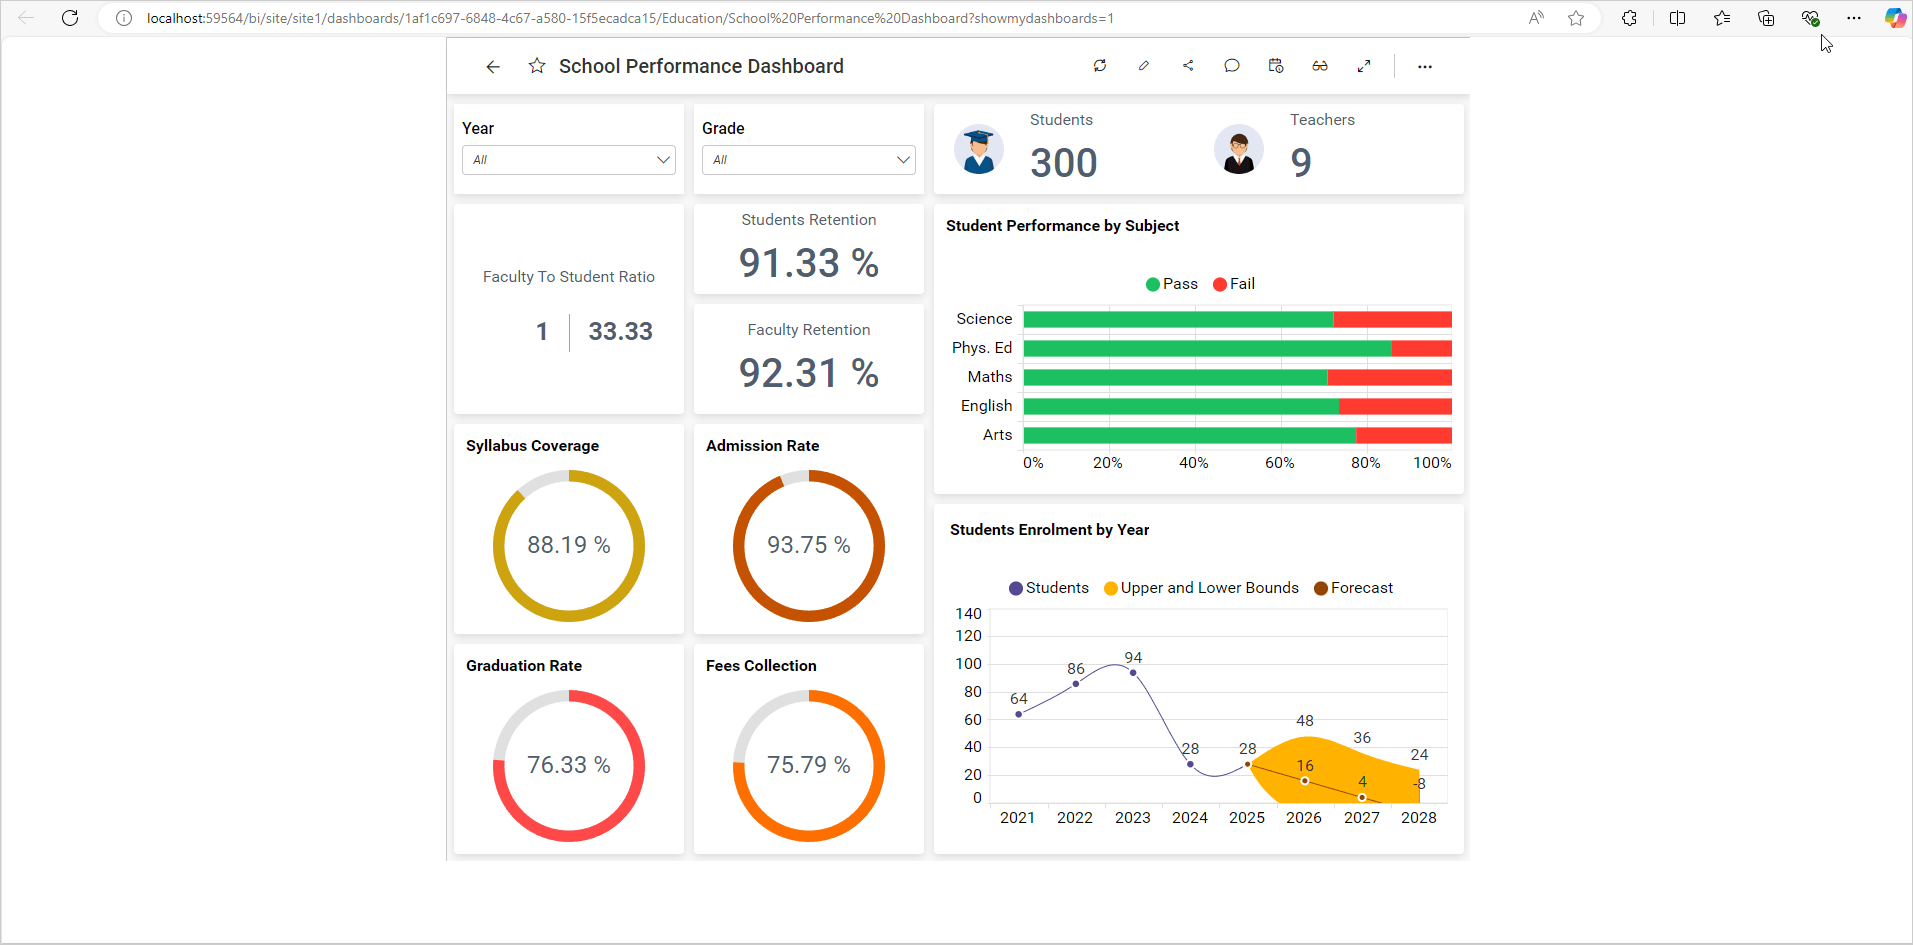 localhost:59564/bi/site/site1/dashboards/1af1c697-6848-4c67-a580-15f5ecadca15/Education/School%20Performance%20Dashboard?showmydashboards=1
School Performance Dashboard
Year
All
Grade
All
Students
300
Teachers
9
Faculty To Student Ratio
1
33.33
Students Retention
91.33 %
Faculty Retention
92.31 %
Student Performance by Subject
Pass Fail
Science
Phys. Ed
Maths
English
Arts
0% 20% 40% 60% 80% 100%
Syllabus Coverage
88.19 %
Admission Rate
93.75 %
Graduation Rate
76.33 %
Fees Collection
75.79 %
Students Enrolment by Year
Students Upper and Lower Bounds Forecast
140
120
100
80
60
40
20
0
64
86
94
28
28
48
16
36
4
24
-8
2021 2022 2023 2024 2025 2026 2027 2028